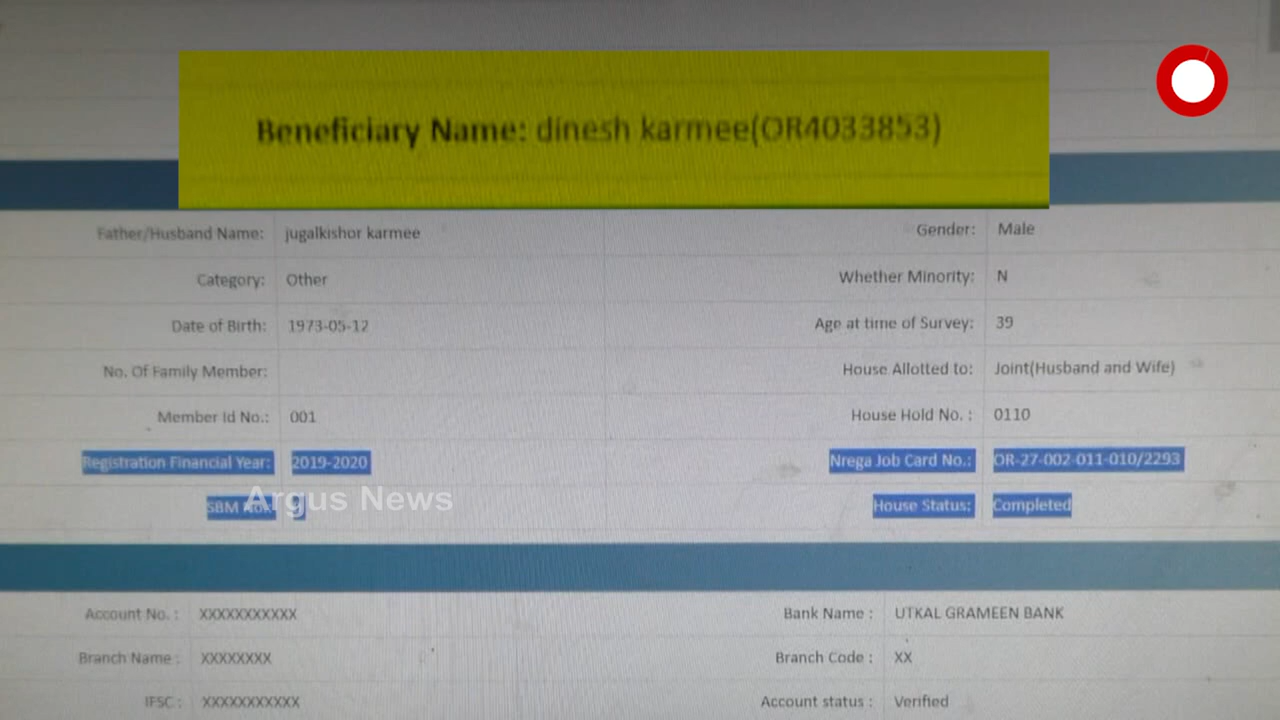 Beneficiary Name: dinesh karmee(OR4033853)
Father/Husband Name: jugalkishor karmee Gender: Male
Category: Other Whether Minority: N
Date of Birth: 1973-05-12 Age at time of Survey: 39
No. Of Family Member: House Allotted to: Joint(Husband and Wife)
Member Id No.: 001 House Hold No. : 0110
Registration Financial Year: 2019-2020 Nrega Job Card No.: OR-27-002-011-010/2293
SBM House Status: Completed
Argus News
Account No. : XXXXXXXXXXX Bank Name : UTKAL GRAMEEN BANK
Branch Name : XXXXXXXX Branch Code : XX
IFSC : XXXXXXXXXXX Account status : Verified